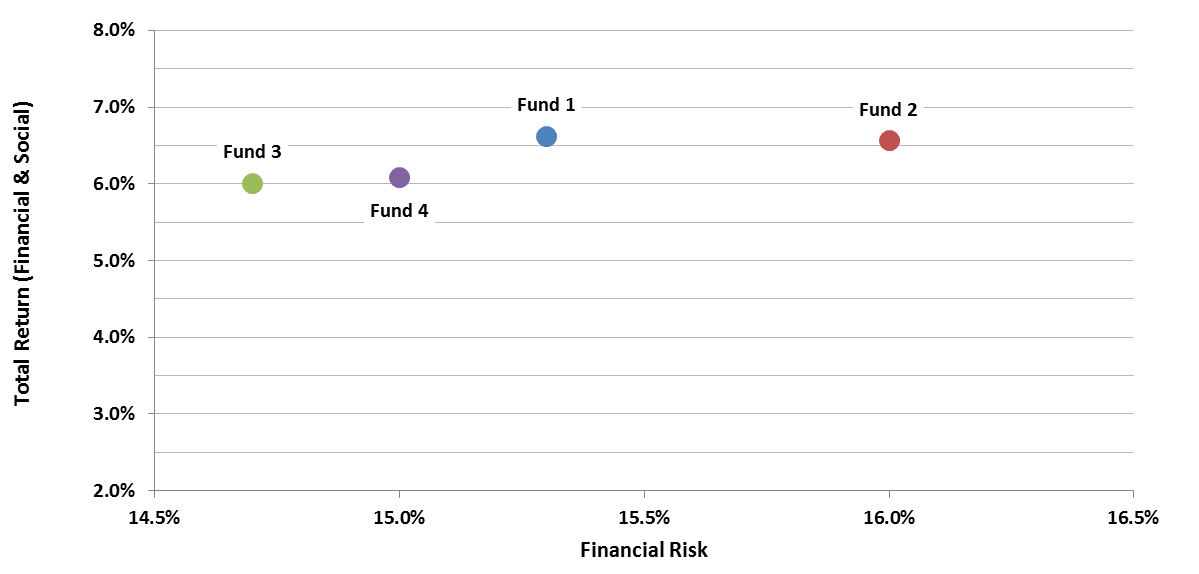 8.0%
7.0%
6.0%
5.0%
4.0%
3.0%
2.0%
Total Return (Financial & Social)
Fund 1
Fund 2
Fund 3
Fund 4
14.5%
15.0%
15.5%
16.0%
16.5%
Financial Risk